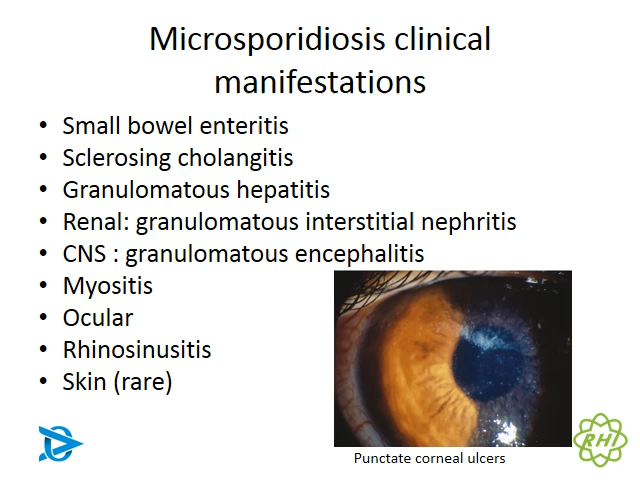 Microsporidiosis clinical
manifestations
• Small bowel enteritis
• Sclerosing cholangitis
• Granulomatous hepatitis
• Renal: granulomatous interstitial nephritis
• CNS : granulomatous encephalitis
• Myositis
• Ocular
• Rhinosinusitis
• Skin (rare)
Punctate corneal ulcers
RHI